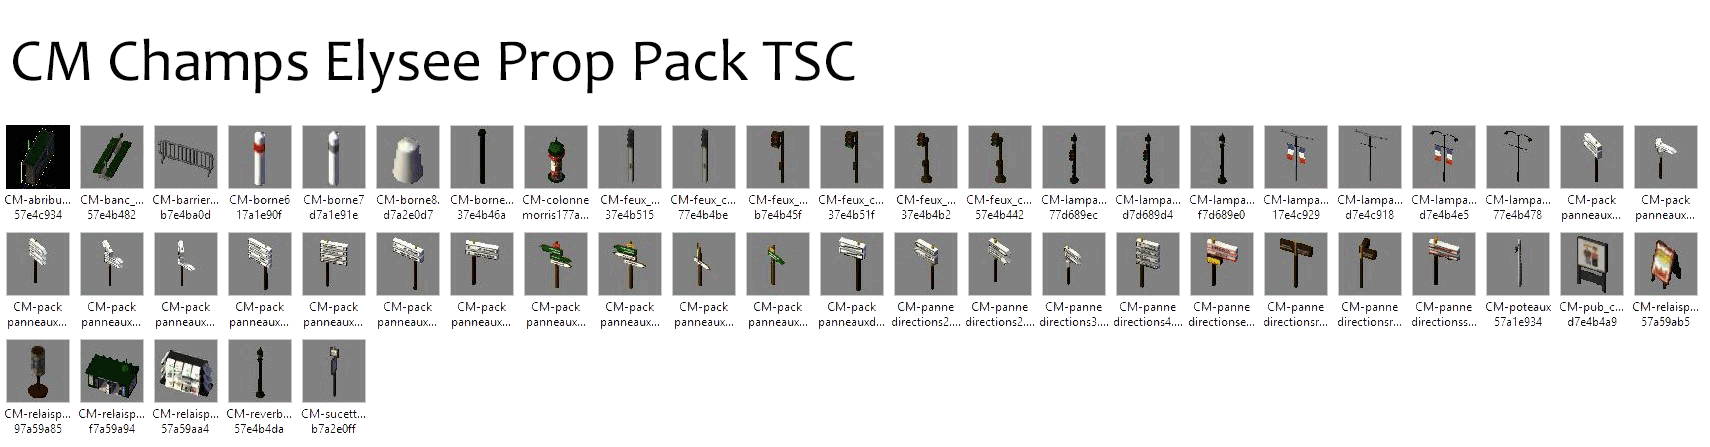 CM Champs Elysee Prop Pack TSC
CM-abribu... CM-banc_... CM-barrier... CM-borne6 CM-borne7 CM-borne8. CM-borne... CM-colonne CM-feux_... CM-feux_c... CM-feux_... CM-feux_c... CM-feux_... CM-feux_c... CM-lampa... CM-lampa... CM-lampa... CM-lampa... CM-lampa... CM-lampa... CM-lampa... CM-pack CM-pack
57e4c934 57e4b482 b7e4ba0d 17a1e90f d7a1e91e d7a2e0d7 37e4b46a morris177a... 37e4b515 77e4b4be b7e4b45f 37e4b51f 37e4b4b2 57e4b442 77d689ec d7d689d4 f7d689e0 17e4c929 d7e4c918 d7e4b4e5 77e4b478 panneaux... panneaux...
CM-pack CM-pack CM-pack CM-pack CM-pack CM-pack CM-pack CM-pack CM-pack CM-pack CM-pack CM-pack CM-panne CM-panne CM-panne CM-panne CM-panne CM-panne CM-panne CM-panne CM-poteaux CM-pub_c... CM-relaisp...
panneaux... panneaux... panneaux... panneaux... panneaux... panneaux... panneaux... panneaux... panneaux... panneaux... panneaux... panneauxd... directions2.... directions2.... directions3.... directions4.... directionse... directionsr... directionsr... directionss... 57a1e934 d7e4b4a9 57a59ab5
CM-relaisp... CM-relaisp... CM-relaisp... CM-reverb... CM-sucett...
97a59a85 f7a59a94 57a59aa4 57e4b4da b7a2e0ff